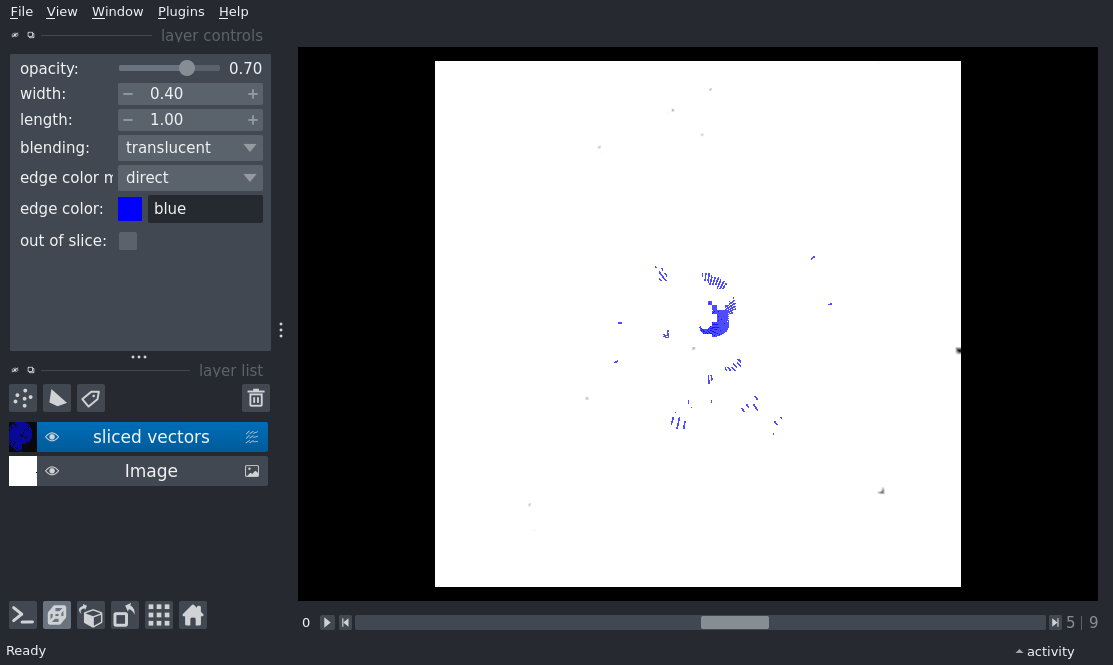 File View Window Plugins Help
layer controls
opacity: 0.70
width: 0.40
length: 1.00
blending: translucent
edge color m direct
edge color: blue
out of slice:
layer list
sliced vectors
Image
0 5 | 9
Ready activity